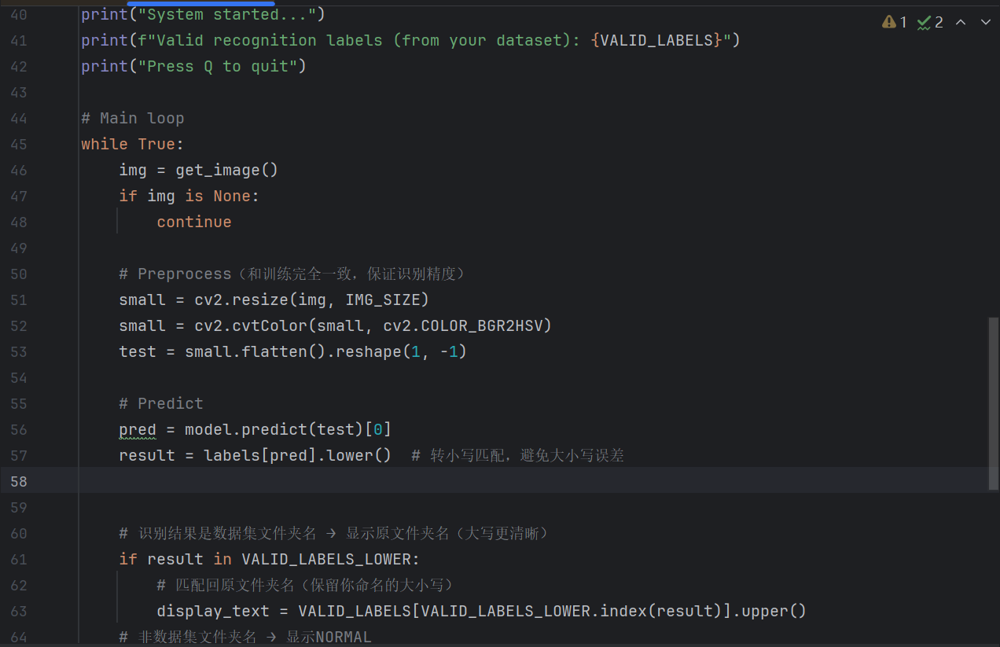 40 print("System started...")
41 print(f"Valid recognition labels (from your dataset): {VALID_LABELS}")
42 print("Press Q to quit")
43
44 # Main loop
45 while True:
46     img = get_image()
47     if img is None:
48         continue
49
50     # Preprocess（和训练完全一致，保证识别精度）
51     small = cv2.resize(img, IMG_SIZE)
52     small = cv2.cvtColor(small, cv2.COLOR_BGR2HSV)
53     test = small.flatten().reshape(1, -1)
54
55     # Predict
56     pred = model.predict(test)[0]
57     result = labels[pred].lower()  # 转小写匹配，避免大小写误差
58
59
60     # 识别结果是数据集文件夹名 → 显示原文件夹名（大写更清晰）
61     if result in VALID_LABELS_LOWER:
62         # 匹配回原文件夹名（保留你命名的大小写）
63         display_text = VALID_LABELS[VALID_LABELS_LOWER.index(result)].upper()
64     # 非数据集文件夹名 → 显示NORMAL
1 2